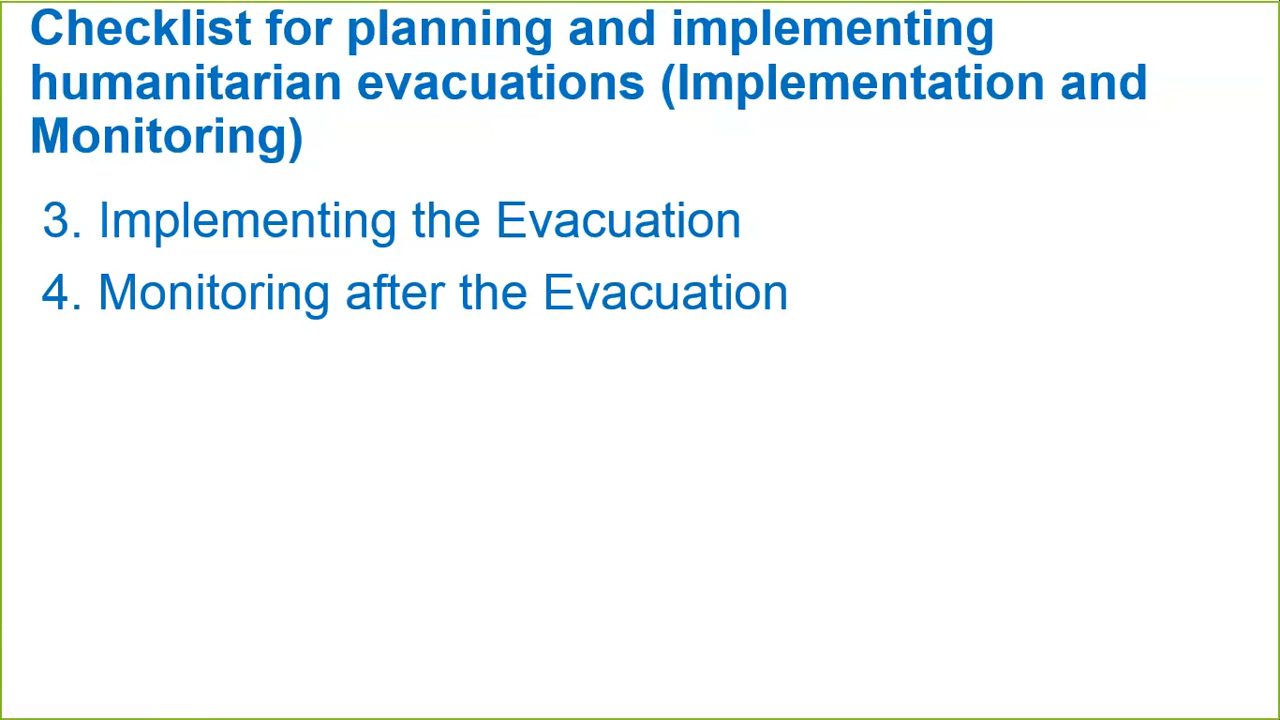 Checklist for planning and implementing
humanitarian evacuations (Implementation and
Monitoring)
3. Implementing the Evacuation
4. Monitoring after the Evacuation